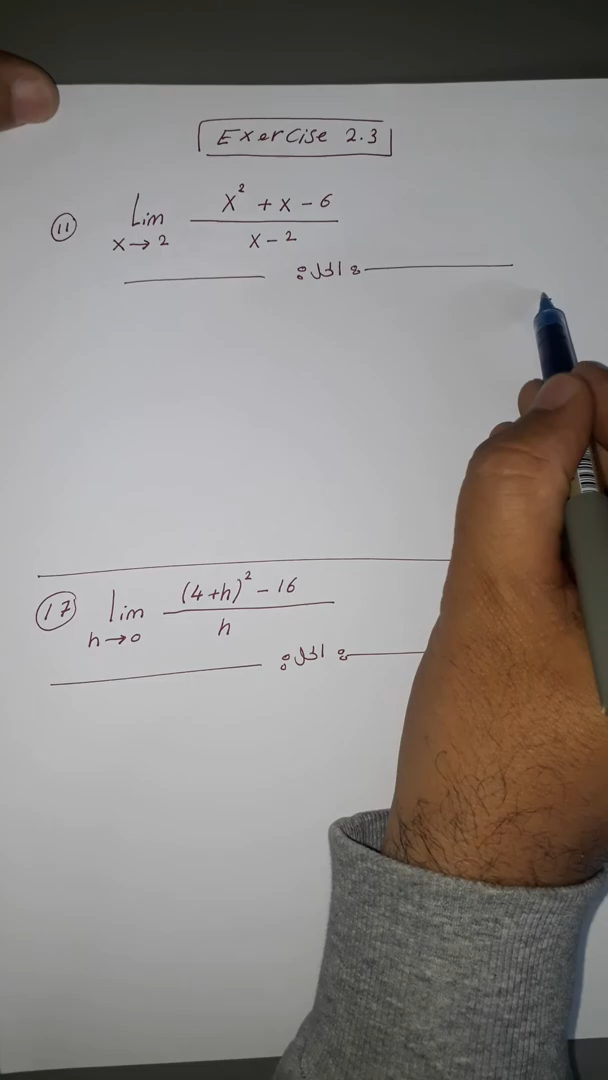 Exercise 2.3
11 Lim x→2 x² + x - 6 / x - 2
الحل:
17 lim h→0 (4+h)² - 16 / h
الحل: